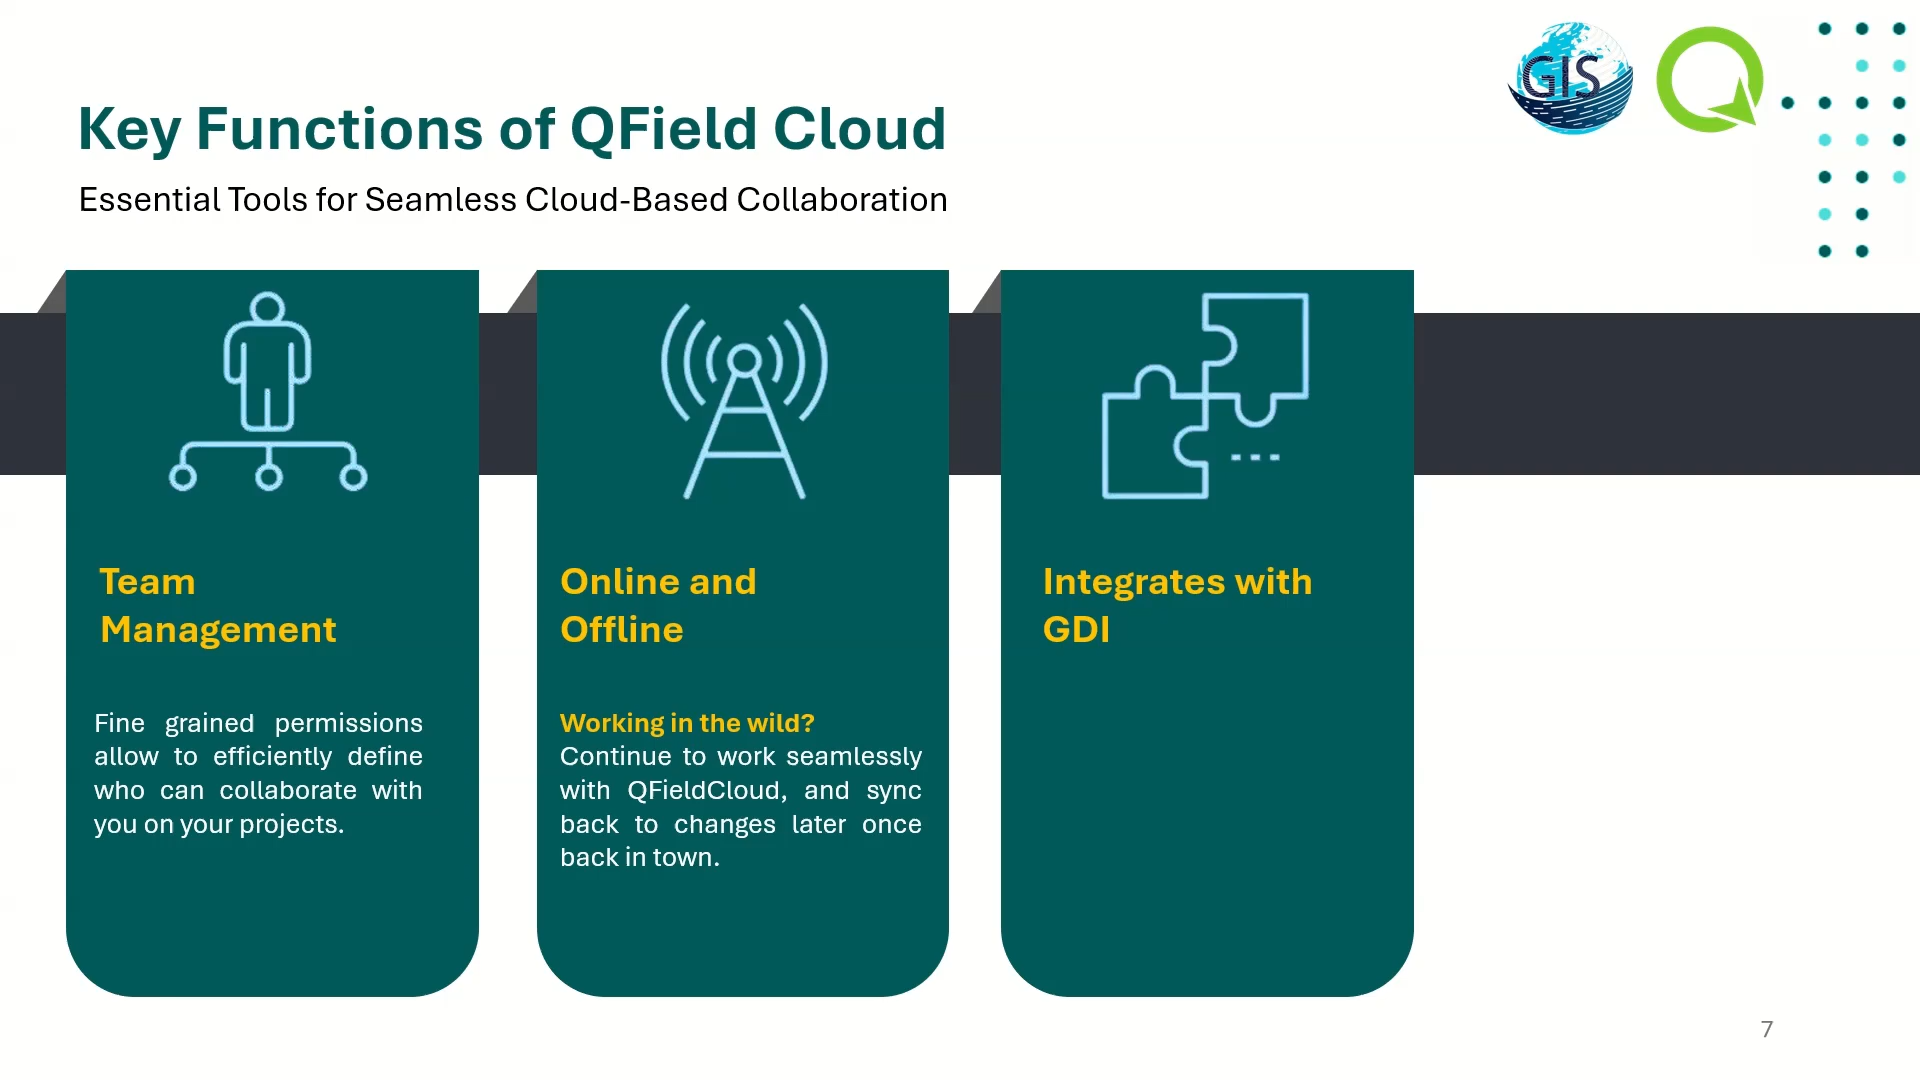 GIS
Key Functions of QField Cloud
Essential Tools for Seamless Cloud-Based Collaboration
Team
Management
Fine grained permissions
allow to efficiently define
who can collaborate with
you on your projects.
Online and
Offline
Working in the wild?
Continue to work seamlessly
with QFieldCloud, and sync
back to changes later once
back in town.
Integrates with
GDI
7